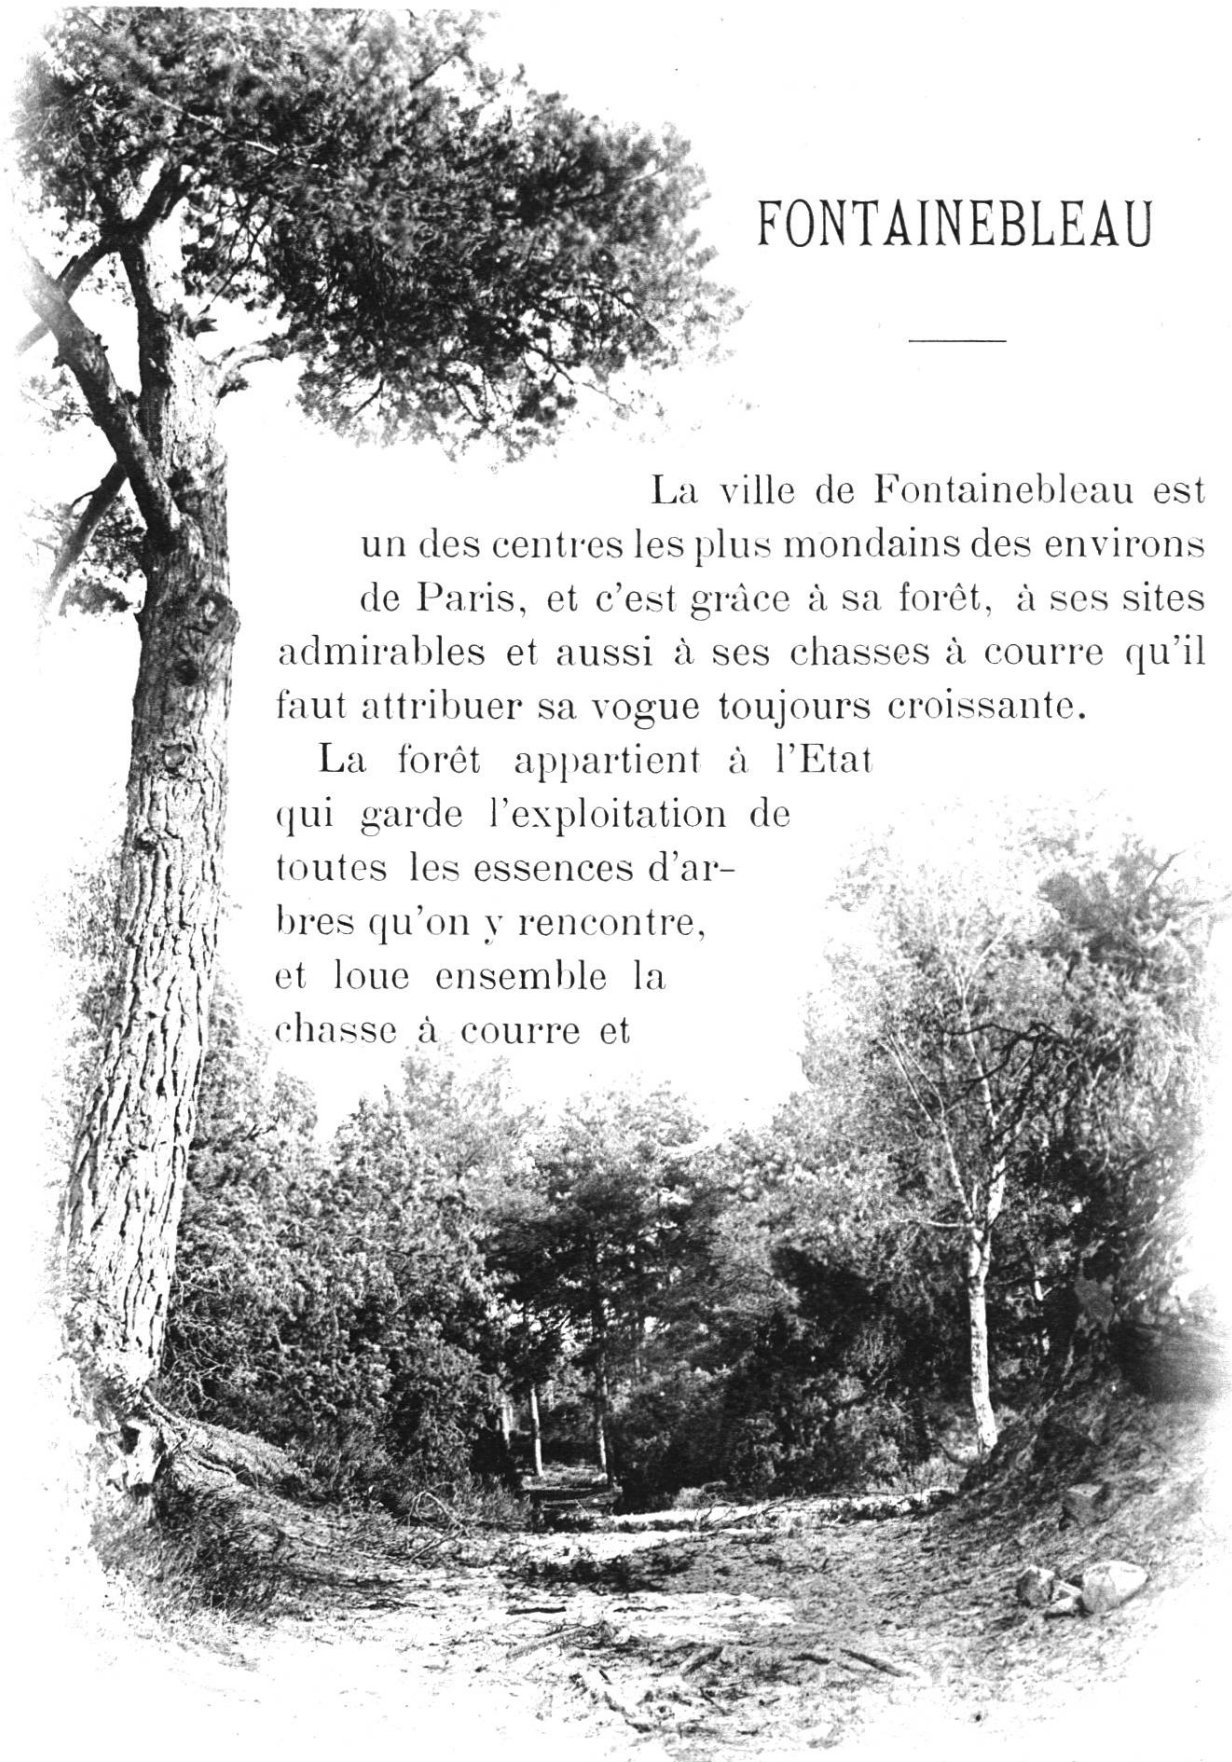 FONTAINEBLEAU
La ville de Fontainebleau est
un des centres les plus mondains des environs
de Paris, et c'est grâce à sa forêt, à ses sites
admirables et aussi à ses chasses à courre qu'il
faut attribuer sa vogue toujours croissante.
La forêt appartient à l'Etat
qui garde l'exploitation de
toutes les essences d'ar-
bres qu'on y rencontre,
et loue ensemble la
chasse à courre et